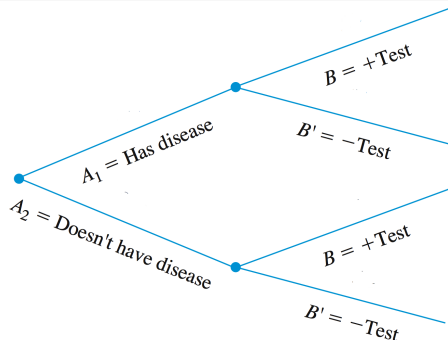 B = +Test
A₁ = Has disease
B' = −Test
A₂ = Doesn't have disease
B = +Test
B' = −Test